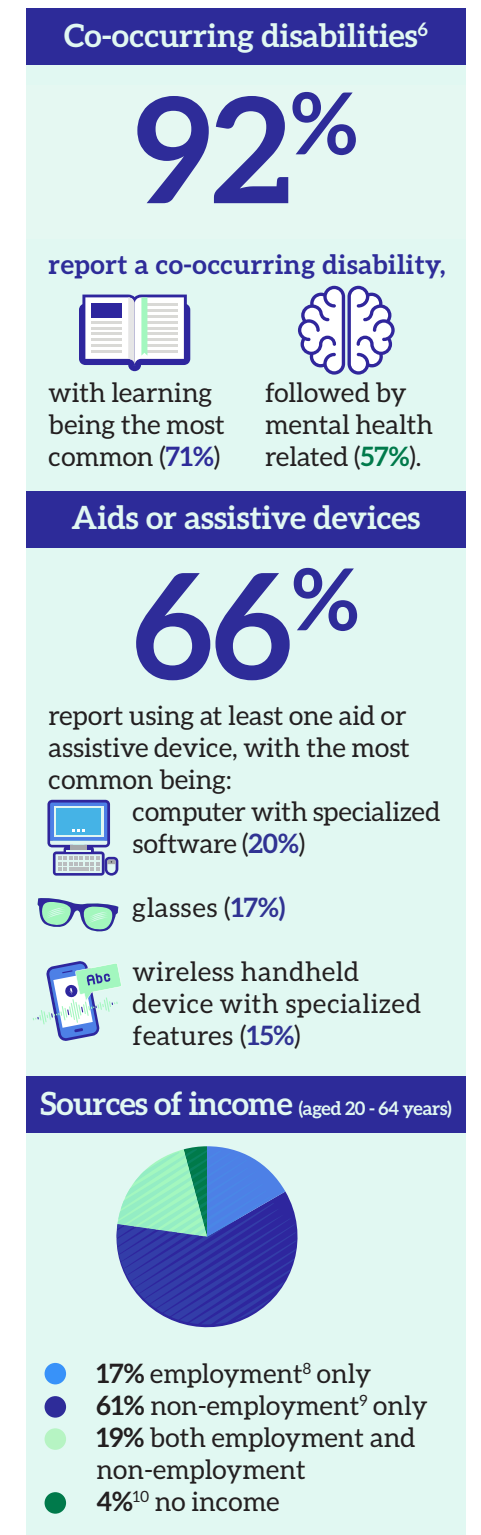 Co-occurring disabilities⁶
92%
report a co-occurring disability,
with learning
being the most
common (71%)
followed by
mental health
related (57%).
Aids or assistive devices
66%
report using at least one aid or
assistive device, with the most
common being:
computer with specialized
software (20%)
glasses (17%)
Abc
wireless handheld
device with specialized
features (15%)
Sources of income (aged 20 - 64 years)
17% employment⁸ only
61% non-employment⁹ only
19% both employment and
non-employment
4%¹⁰ no income